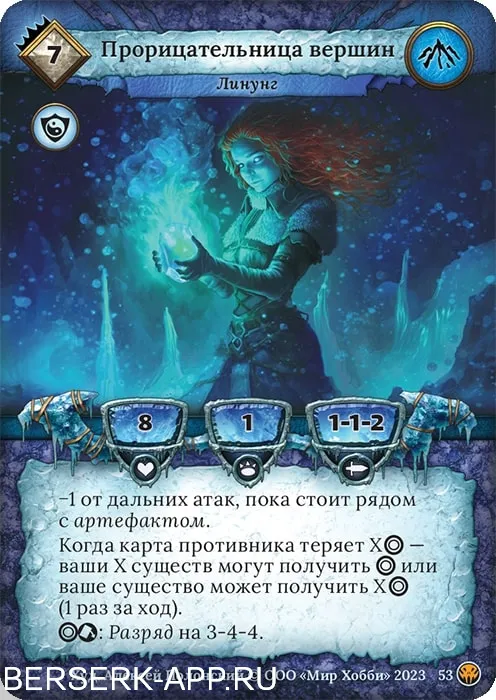 7
Прорицательница вершин
Линунг
8
1
1-1-2
-1 от дальних атак, пока стоит рядом
с артефактом.
Когда карта противника теряет X –
ваши X существ могут получить или
ваше существо может получить X
(1 раз за ход).
: Разряд на 3-4-4.
ООО «Мир Хобби» 2023 53
BERSERK-APP.RU